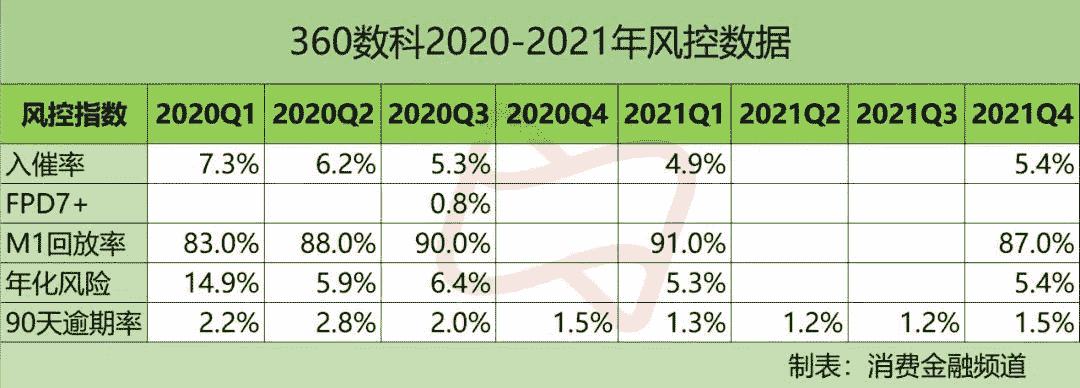 360数科2020-2021年风控数据
风控指数 2020Q1 2020Q2 2020Q3 2020Q4 2021Q1 2021Q2 2021Q3 2021Q4
入催率 7.3% 6.2% 5.3% 4.9% 5.4%
FPD7+ 0.8%
M1回放率 83.0% 88.0% 90.0% 91.0% 87.0%
年化风险 14.9% 5.9% 6.4% 5.3% 5.4%
90天逾期率 2.2% 2.8% 2.0% 1.5% 1.3% 1.2% 1.2% 1.5%
制表：消费金融频道